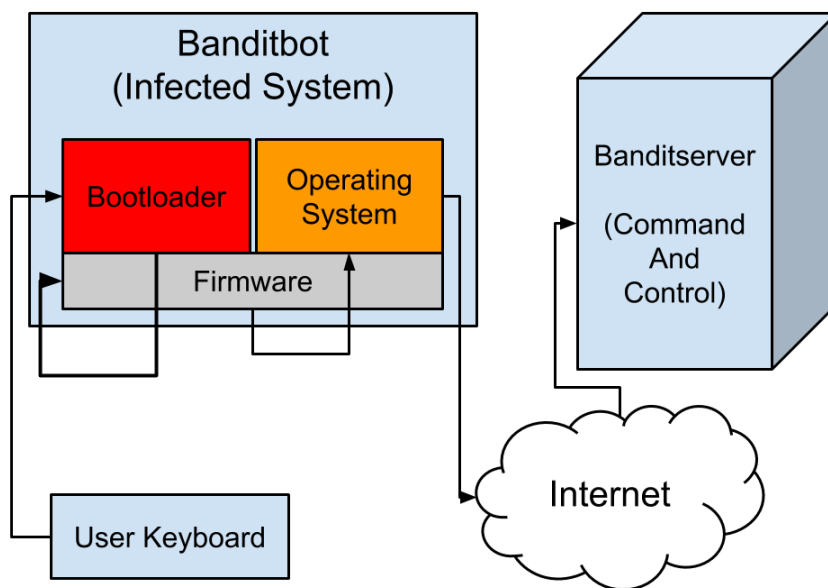 Banditbot
(Infected System)
Bootloader
Operating
System
Firmware
User Keyboard
Banditserver
(Command
And
Control)
Internet